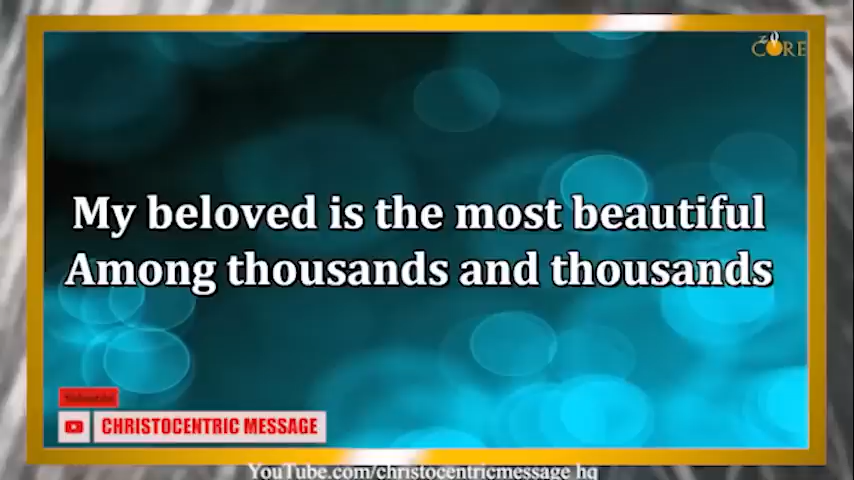 CORE
My beloved is the most beautiful
Among thousands and thousands
CHRISTOCENTRIC MESSAGE
YouTube.com/christocentricmessage hq